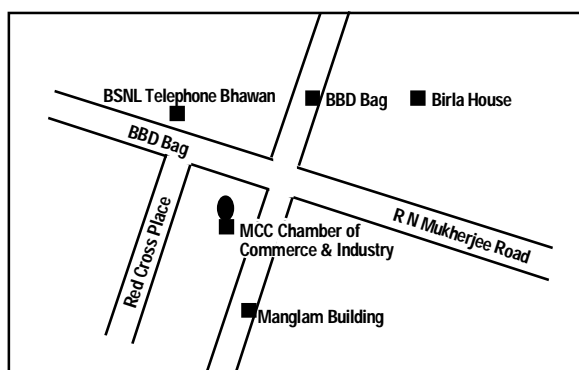 BSNL Telephone Bhawan
BBD Bag
Birla House
BBD Bag
Red Cross Place
MCC Chamber of
Commerce & Industry
R N Mukherjee Road
Manglam Building